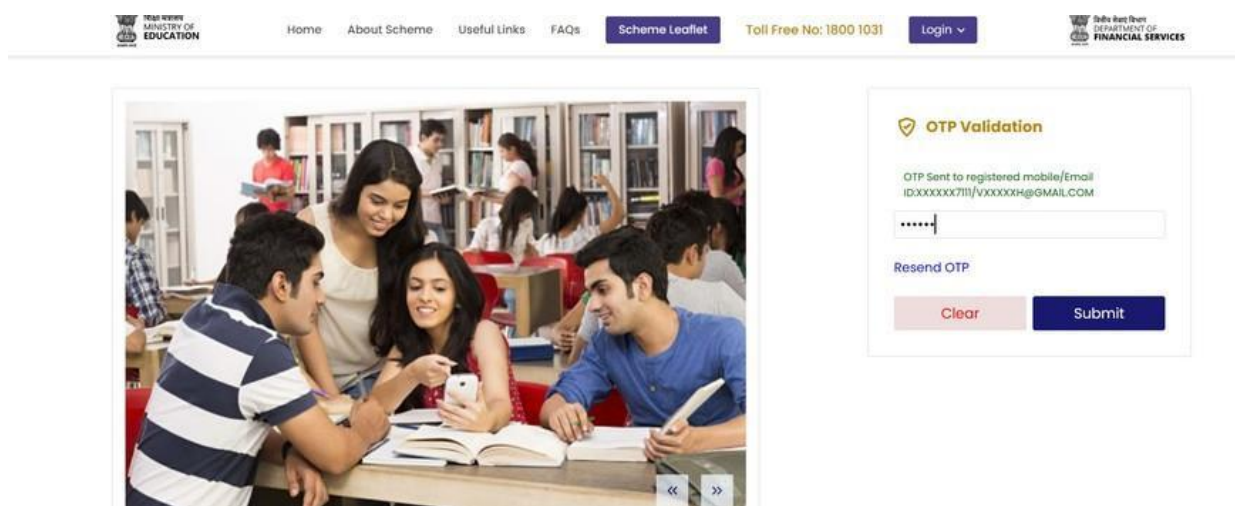 शिक्षा मंत्रालय
MINISTRY OF
EDUCATION
Home
About Scheme
Useful Links
FAQs
Scheme Leaflet
Toll Free No: 1800 1031
Login
वित्तीय सेवाएं विभाग
DEPARTMENT OF
FINANCIAL SERVICES
OTP Validation
OTP Sent to registered mobile/Email
ID:XXXXXX7111/VXXXXXH@GMAIL.COM
••••••
Resend OTP
Clear
Submit
« »